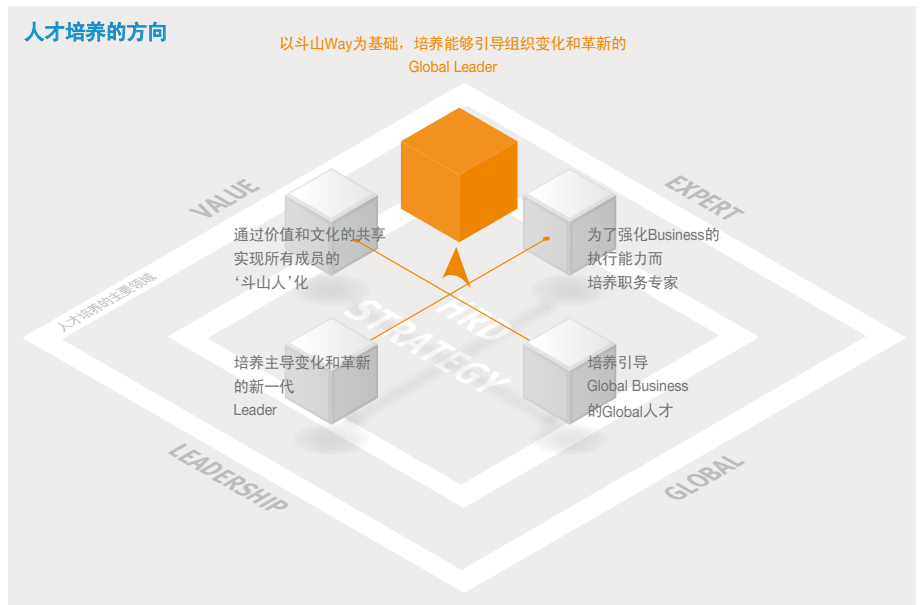 人才培养的方向
以斗山Way为基础，培养能够引导组织变化和革新的
Global Leader
VALUE
EXPERT
通过价值和文化的共享
实现所有成员的
‘斗山人’化
为了强化Business的
执行能力而
培养职务专家
人才培养的主要领域
HRD
STRATEGY
培养主导变化和革新
的新一代
Leader
培养引导
Global Business
的Global人才
LEADERSHIP
GLOBAL